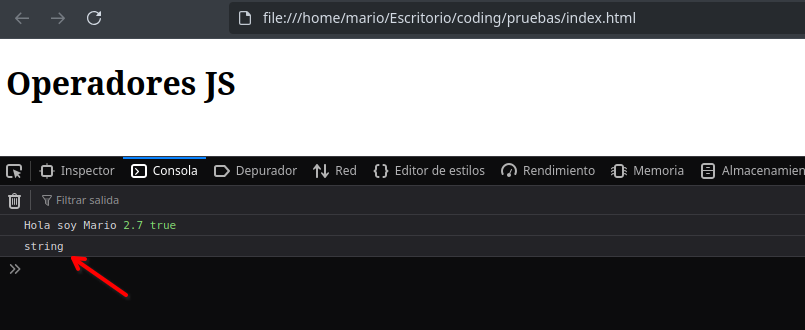 file:///home/mario/Escritorio/coding/pruebas/index.html
Operadores JS
Inspector Consola Depurador Red Editor de estilos Rendimiento Memoria Almacenamien
Filtrar salida
Hola soy Mario 2.7 true
string